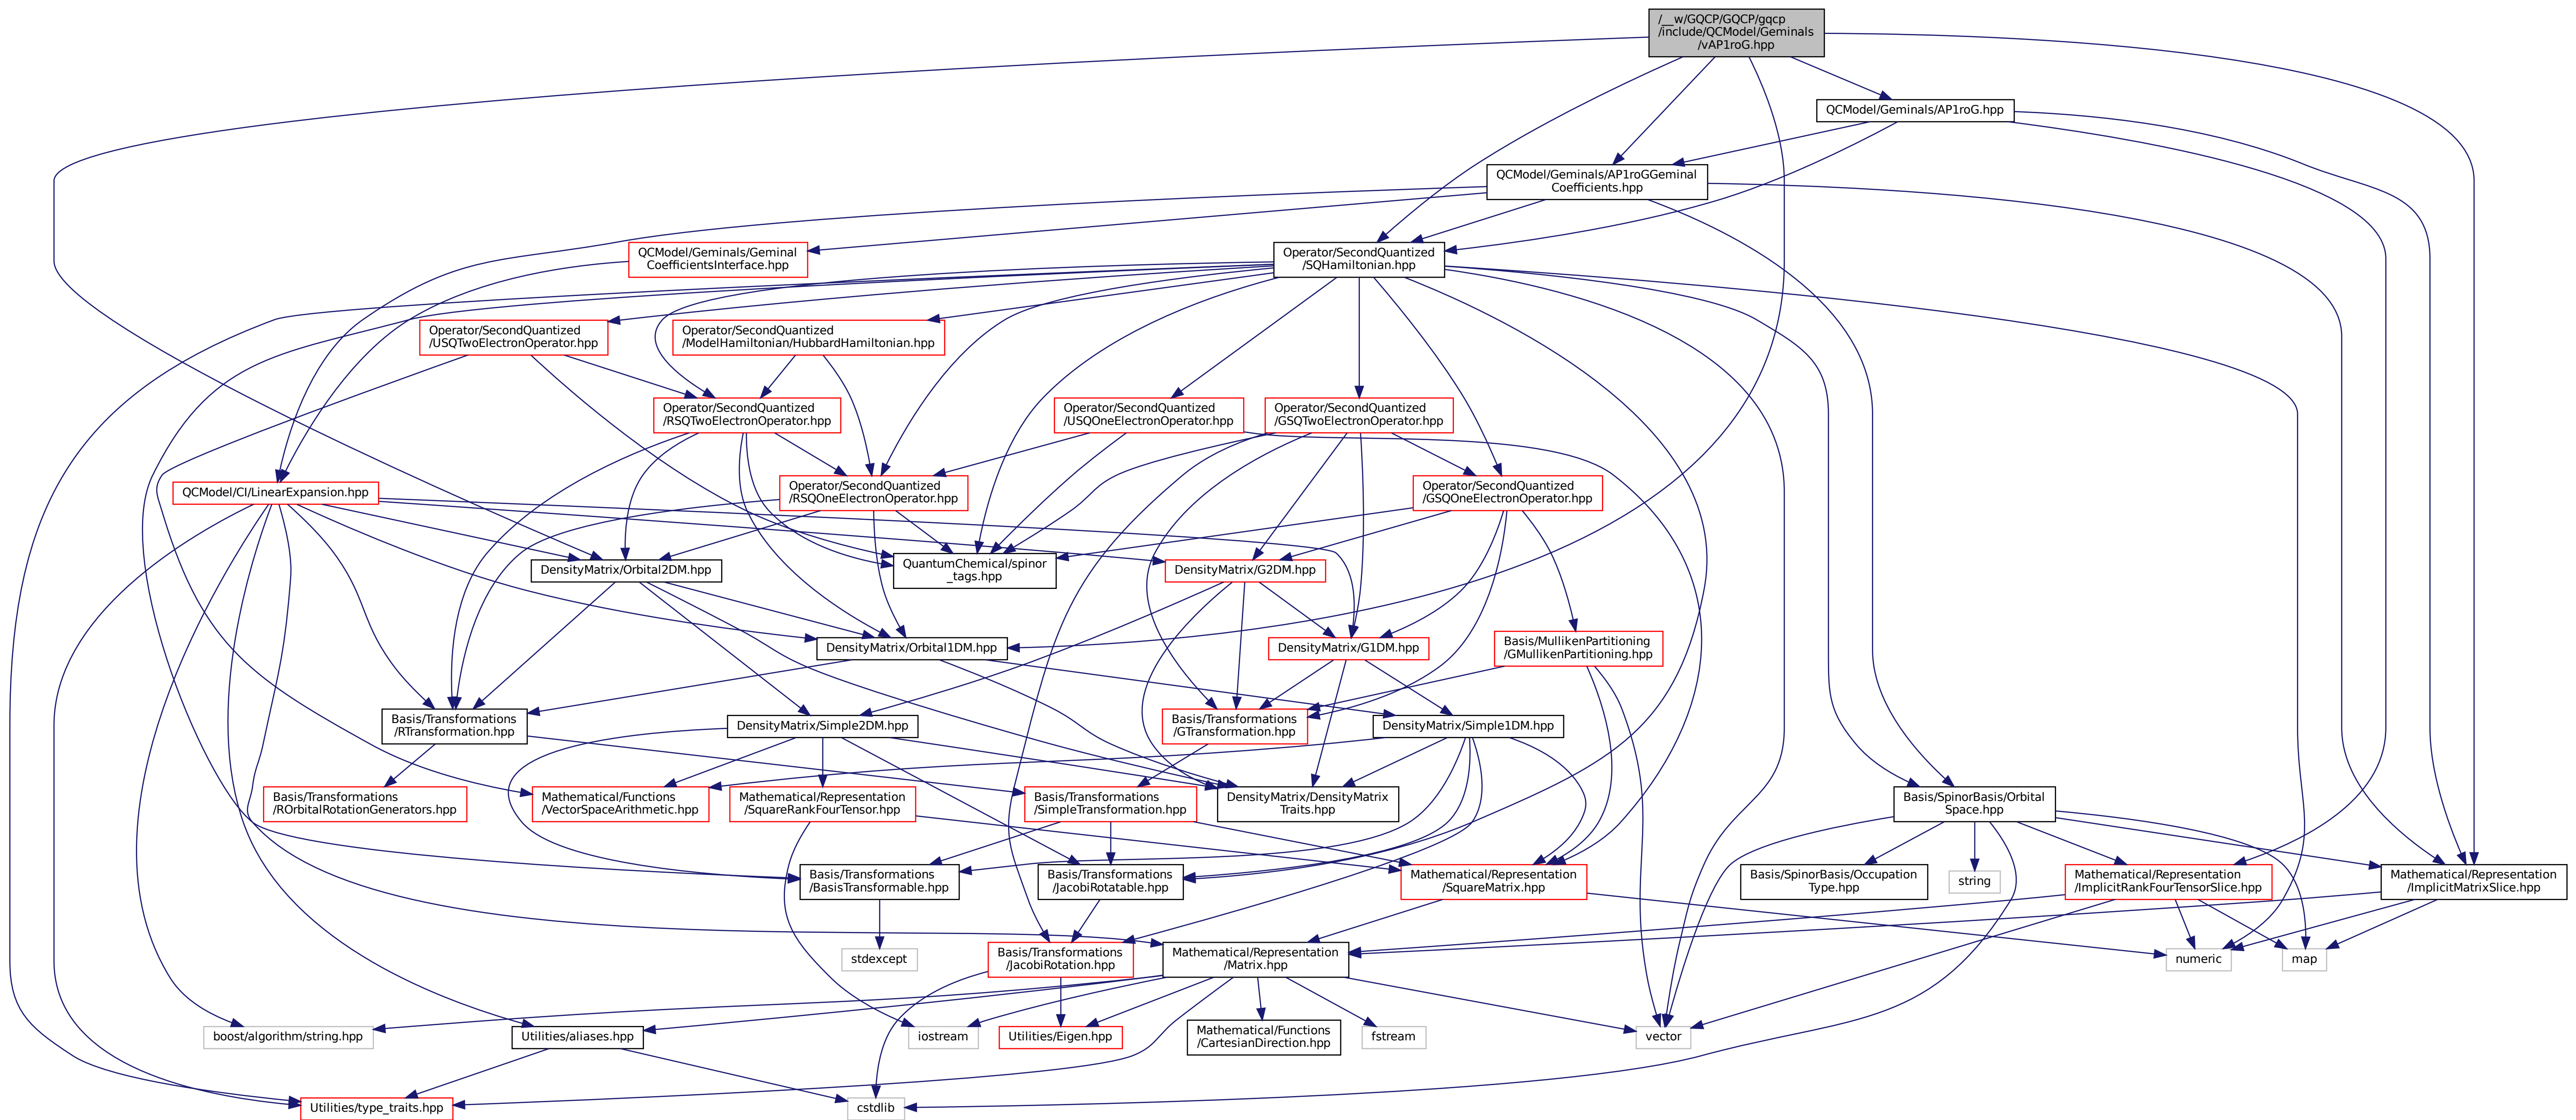 /__w/GQCP/GQCP/gqcp
/include/QCModel/Geminals
/vAP1roG.hpp
QCModel/Geminals/AP1roG.hpp
QCModel/Geminals/AP1roGGeminal
Coefficients.hpp
QCModel/Geminals/Geminal
CoefficientsInterface.hpp
Operator/SecondQuantized
/SQHamiltonian.hpp
Operator/SecondQuantized
/USQTwoElectronOperator.hpp
Operator/SecondQuantized
/ModelHamiltonian/HubbardHamiltonian.hpp
Operator/SecondQuantized
/RSQTwoElectronOperator.hpp
Operator/SecondQuantized
/USQOneElectronOperator.hpp
Operator/SecondQuantized
/GSQTwoElectronOperator.hpp
QCModel/CI/LinearExpansion.hpp
Operator/SecondQuantized
/RSQOneElectronOperator.hpp
Operator/SecondQuantized
/GSQOneElectronOperator.hpp
DensityMatrix/Orbital2DM.hpp
QuantumChemical/spinor
_tags.hpp
DensityMatrix/G2DM.hpp
DensityMatrix/Orbital1DM.hpp
DensityMatrix/G1DM.hpp
Basis/MullikenPartitioning
/GMullikenPartitioning.hpp
Basis/Transformations
/RTransformation.hpp
DensityMatrix/Simple2DM.hpp
Basis/Transformations
/GTransformation.hpp
DensityMatrix/Simple1DM.hpp
Basis/Transformations
/ROrbitalRotationGenerators.hpp
Mathematical/Functions
/VectorSpaceArithmetic.hpp
Mathematical/Representation
/SquareRankFourTensor.hpp
Basis/Transformations
/SimpleTransformation.hpp
DensityMatrix/DensityMatrix
Traits.hpp
Basis/SpinorBasis/Orbital
Space.hpp
Basis/Transformations
/BasisTransformable.hpp
Basis/Transformations
/JacobiRotatable.hpp
Mathematical/Representation
/SquareMatrix.hpp
Basis/SpinorBasis/Occupation
Type.hpp
string
Mathematical/Representation
/ImplicitRankFourTensorSlice.hpp
Mathematical/Representation
/ImplicitMatrixSlice.hpp
stdexcept
Basis/Transformations
/JacobiRotation.hpp
Mathematical/Representation
/Matrix.hpp
numeric
map
boost/algorithm/string.hpp
Utilities/aliases.hpp
iostream
Utilities/Eigen.hpp
Mathematical/Functions
/CartesianDirection.hpp
fstream
vector
Utilities/type_traits.hpp
cstdlib